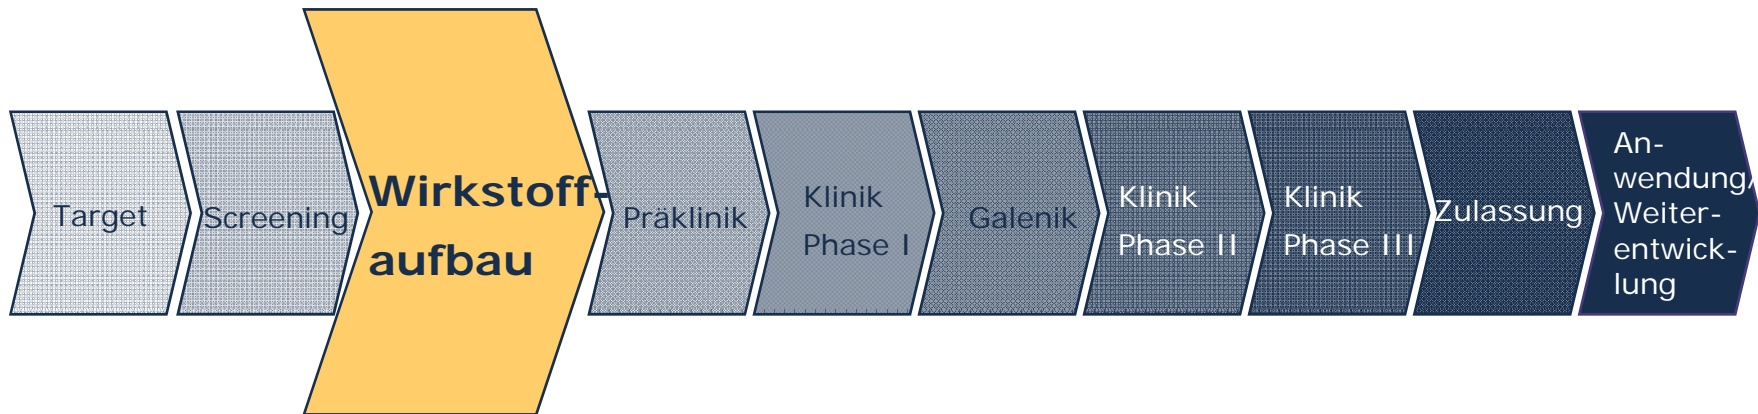 Target
Screening
Wirkstoff-
aufbau
Präklinik
Klinik
Phase I
Galenik
Klinik
Phase II
Klinik
Phase III
Zulassung
An-
wendung/
Weiter-
entwick-
lung